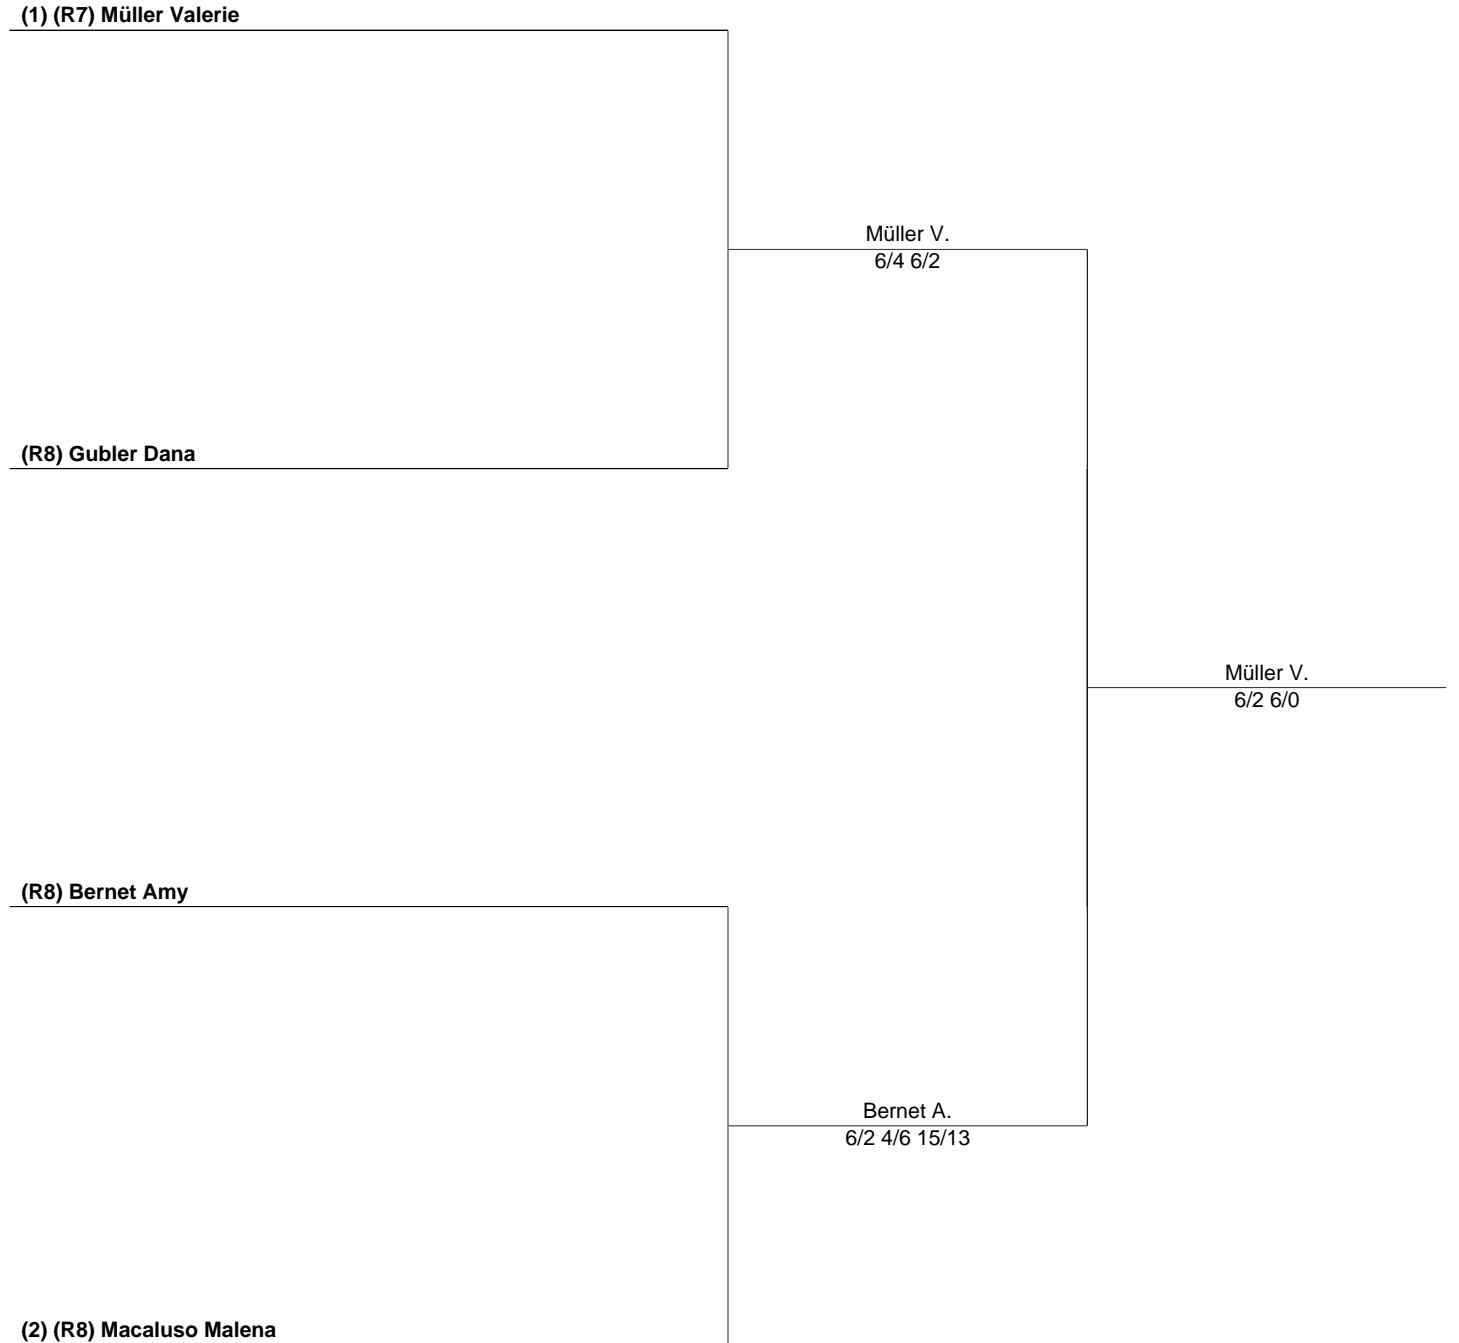 (1) (R7) Müller Valerie
Müller V.
6/4 6/2
(R8) Gubler Dana
Müller V.
6/2 6/0
(R8) Bernet Amy
Bernet A.
6/2 4/6 15/13
(2) (R8) Macaluso Malena